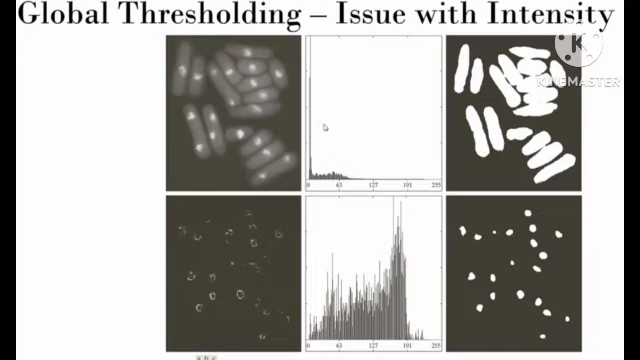 Global Thresholding – Issue with Intensity
KINEMASTER
0 63 127 191 255
0 63 127 191 255